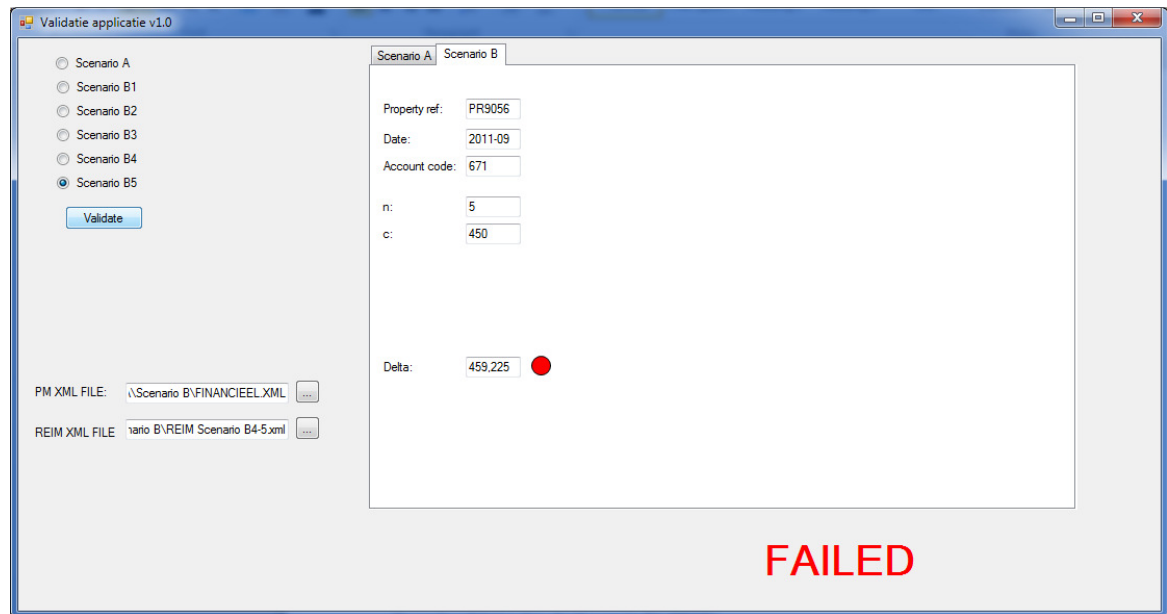 Validatie applicatie v1.0
Scenario A
Scenario B1
Scenario B2
Scenario B3
Scenario B4
Scenario B5
Validate
PM XML FILE: \Scenario B\FINANCIEEL.XML ...
REIM XML FILE nario B\REIM Scenario B4-5.xml ...
Scenario A Scenario B
Property ref: PR9056
Date: 2011-09
Account code: 671
n: 5
c: 450
Delta: 459,225
FAILED